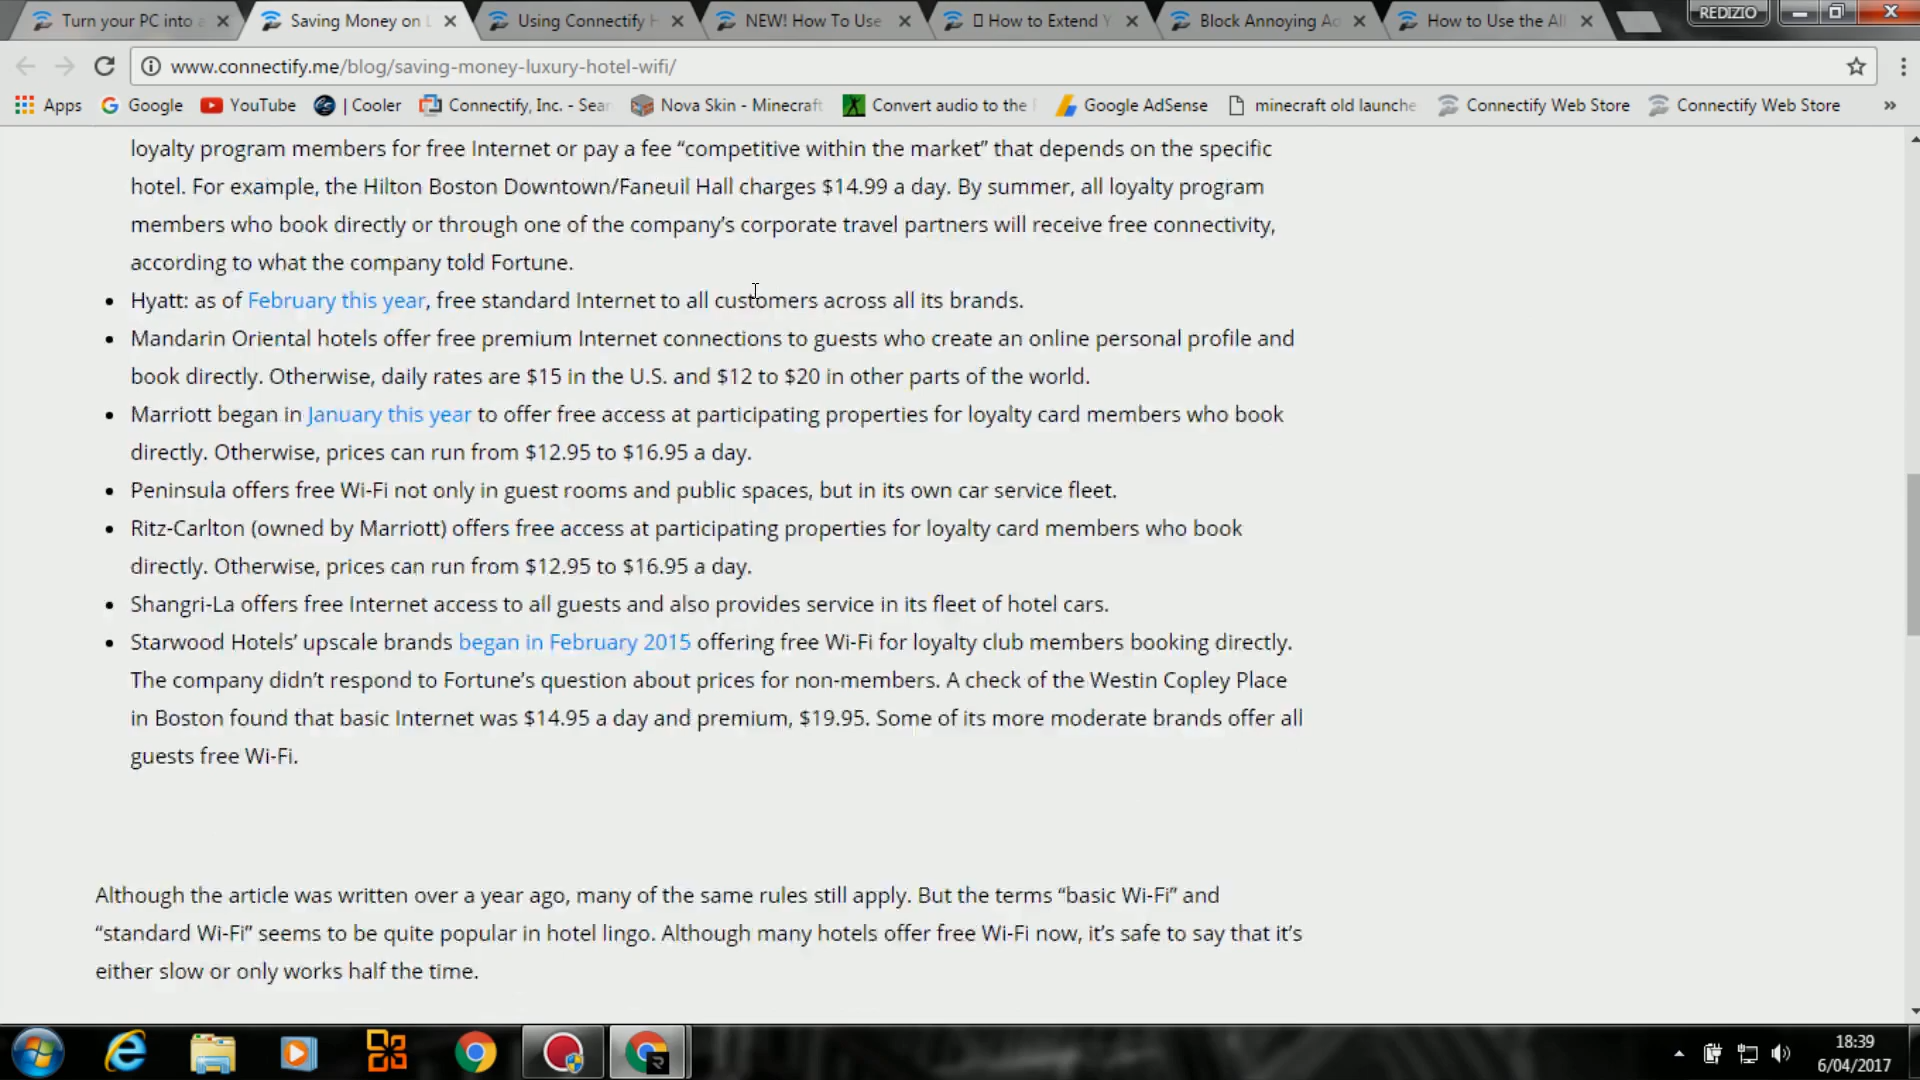 Turn your PC into a
Saving Money on L
Using Connectify H
NEW! How To Use
How to Extend Y
Block Annoying Ad
How to Use the All
REDIZIO
www.connectify.me/blog/saving-money-luxury-hotel-wifi/
Apps
Google
YouTube
| Cooler
Connectify, Inc. - Sear
Nova Skin - Minecraft
Convert audio to the
Google AdSense
minecraft old launche
Connectify Web Store
Connectify Web Store
»
loyalty program members for free Internet or pay a fee “competitive within the market” that depends on the specific
hotel. For example, the Hilton Boston Downtown/Faneuil Hall charges $14.99 a day. By summer, all loyalty program
members who book directly or through one of the company’s corporate travel partners will receive free connectivity,
according to what the company told Fortune.
• Hyatt: as of February this year, free standard Internet to all customers across all its brands.
• Mandarin Oriental hotels offer free premium Internet connections to guests who create an online personal profile and
book directly. Otherwise, daily rates are $15 in the U.S. and $12 to $20 in other parts of the world.
• Marriott began in January this year to offer free access at participating properties for loyalty card members who book
directly. Otherwise, prices can run from $12.95 to $16.95 a day.
• Peninsula offers free Wi-Fi not only in guest rooms and public spaces, but in its own car service fleet.
• Ritz-Carlton (owned by Marriott) offers free access at participating properties for loyalty card members who book
directly. Otherwise, prices can run from $12.95 to $16.95 a day.
• Shangri-La offers free Internet access to all guests and also provides service in its fleet of hotel cars.
• Starwood Hotels’ upscale brands began in February 2015 offering free Wi-Fi for loyalty club members booking directly.
The company didn’t respond to Fortune’s question about prices for non-members. A check of the Westin Copley Place
in Boston found that basic Internet was $14.95 a day and premium, $19.95. Some of its more moderate brands offer all
guests free Wi-Fi.
Although the article was written over a year ago, many of the same rules still apply. But the terms “basic Wi-Fi” and
“standard Wi-Fi” seems to be quite popular in hotel lingo. Although many hotels offer free Wi-Fi now, it’s safe to say that it’s
either slow or only works half the time.
18:39
6/04/2017